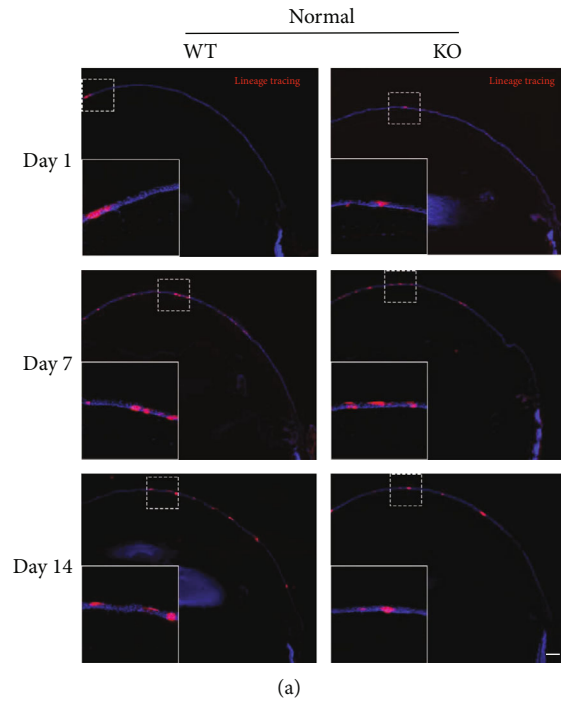 Normal
WT
KO
Lineage tracing
Lineage tracing
Day 1
Day 7
Day 14
(a)